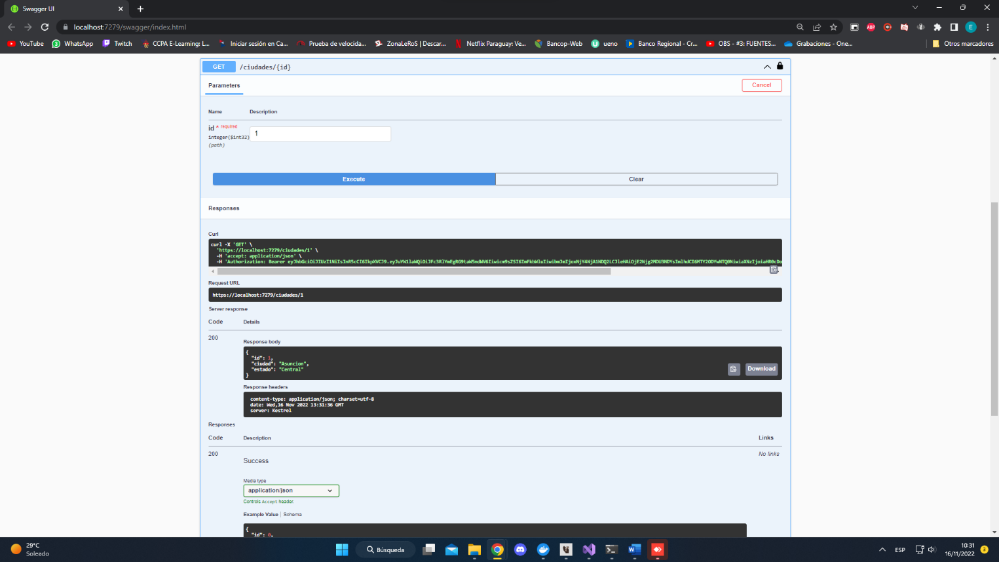 Swagger UI
localhost:7279/swagger/index.html
YouTube
WhatsApp
Twitch
CCPA E-Learning: L...
Iniciar sesión en Ca...
Prueba de velocida...
ZonaLeRoS | Descar...
Netflix Paraguay: Ve...
Bancop-Web
ueno
Banco Regional - Cr...
OBS - #3: FUENTES...
Grabaciones - One...
Otros marcadores
GET /ciudades/{id}
Parameters
Cancel
Name Description
id * required
integer($int32)
(path)
1
Execute
Clear
Responses
Curl
curl -X 'GET' \
'https://localhost:7279/ciudades/1' \
-H 'accept: application/json' \
-H 'Authorization: Bearer
Request URL
https://localhost:7279/ciudades/1
Server response
Code Details
200
Response body
{
"id": 1,
"ciudad": "Asuncion",
"estado": "Central"
}
Download
Response headers
content-type: application/json; charset=utf-8
date: Wed,16 Nov 2022 13:31:36 GMT
server: Kestrel
Responses
Code Description Links
200
Success
No links
Media type
application/json
Controls Accept header.
Example Value | Schema
{
"id": 0,
29°C
Soleado
Búsqueda
ESP
10:31
16/11/2022
3